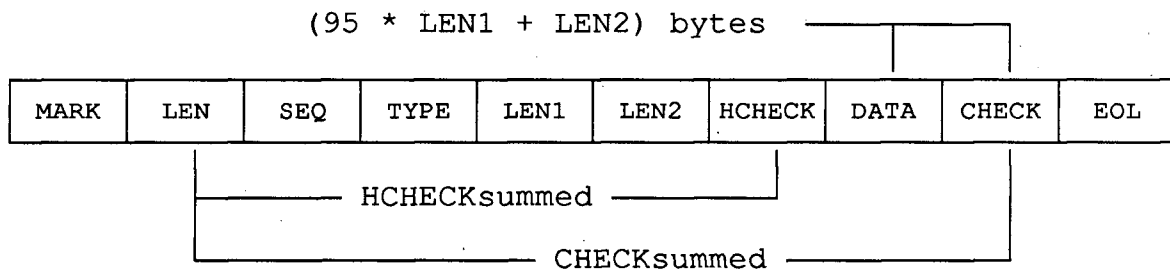 (95 * LEN1 + LEN2) bytes
MARK LEN SEQ TYPE LEN1 LEN2 HCHECK DATA CHECK EOL
HCHECKsummed
CHECKsummed